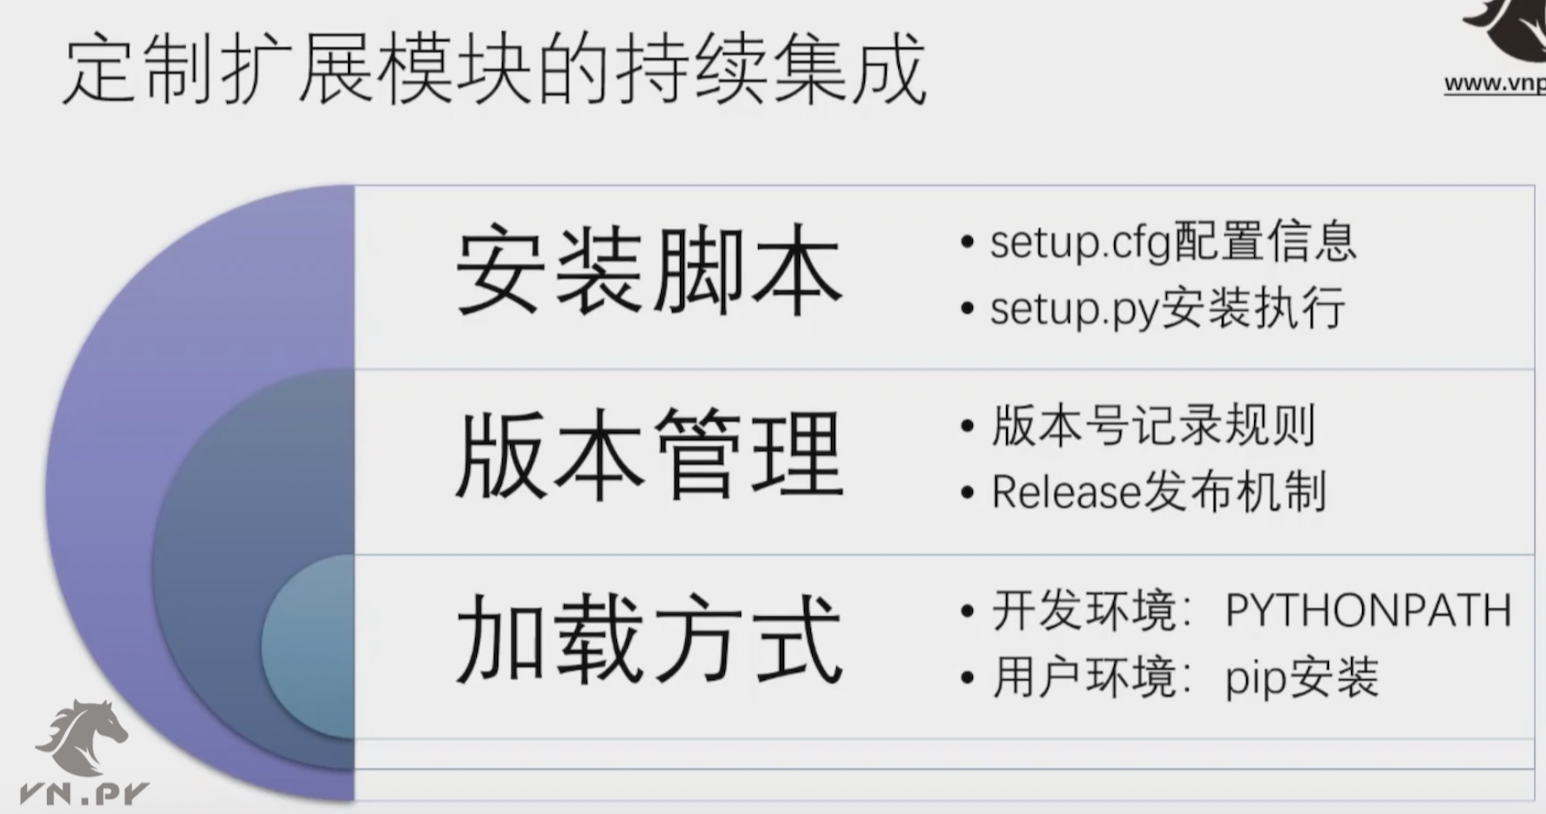 定制扩展模块的持续集成
www.vnp
安装脚本
• setup.cfg配置信息
• setup.py安装执行
版本管理
• 版本号记录规则
• Release发布机制
加载方式
• 开发环境：PYTHONPATH
• 用户环境：pip安装
VN.PY